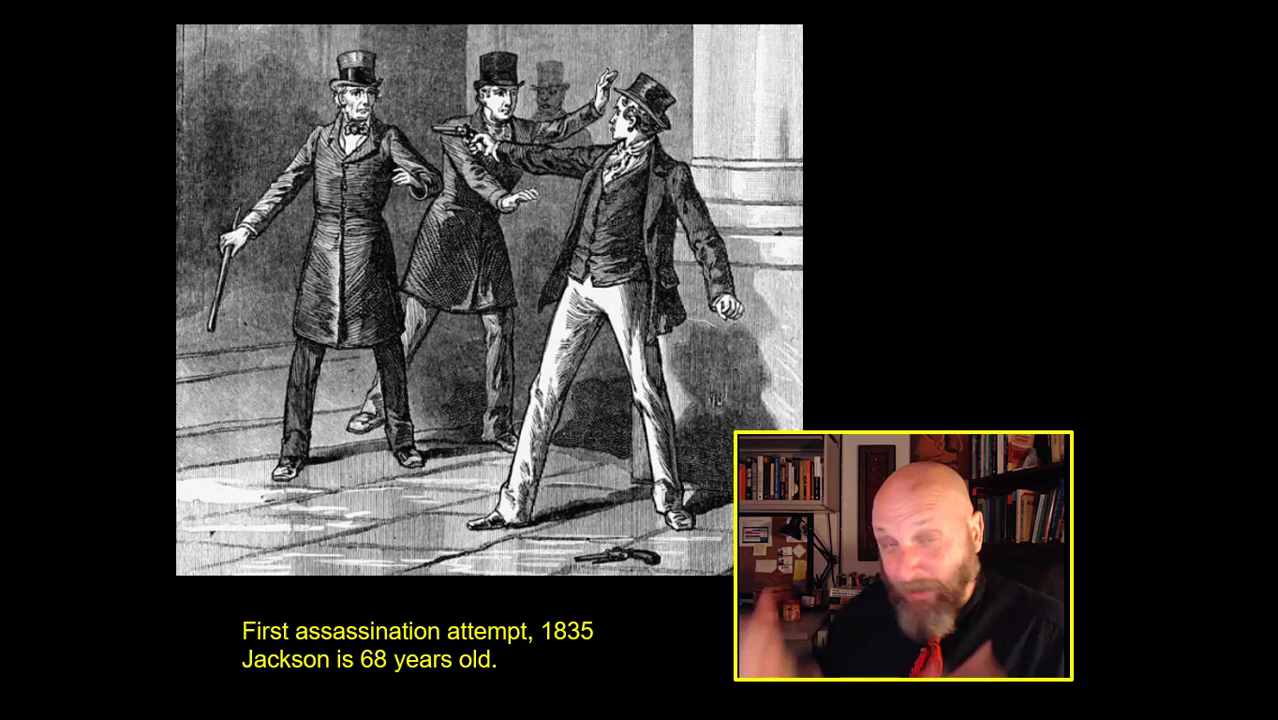 First assassination attempt, 1835
Jackson is 68 years old.